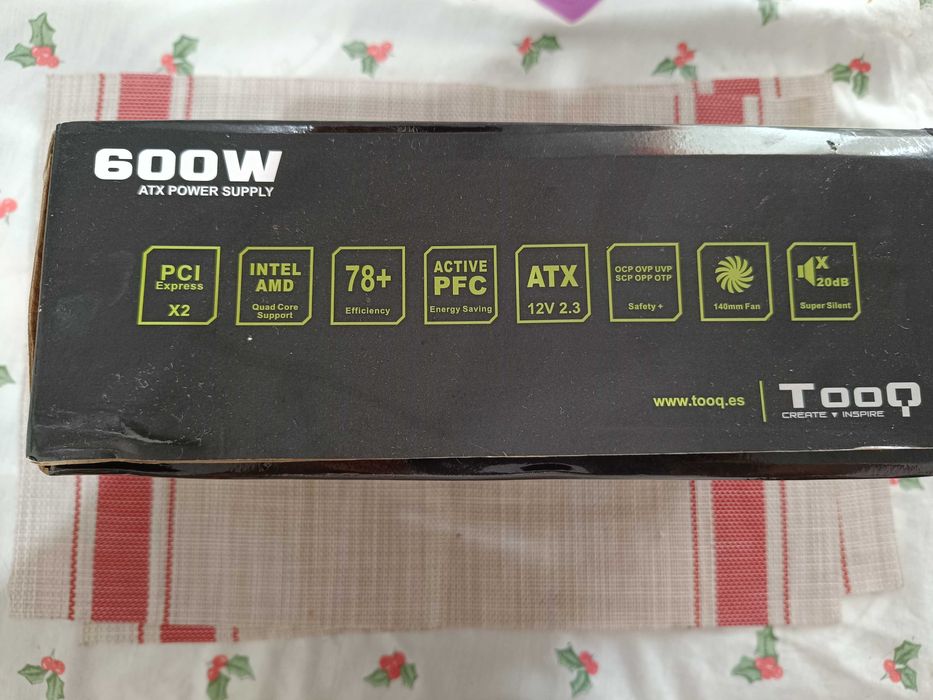 600W
ATX POWER SUPPLY
PCI
Express
X2
INTEL
AMD
Quad Core
Support
78+
Efficiency
ACTIVE
PFC
Energy Saving
ATX
12V 2.3
OCP OVP UVP
SCP OPP OTP
Safety +
140mm Fan
X
20dB
Super Silent
www.tooq.es
TooQ
CREATE ▾ INSPIRE